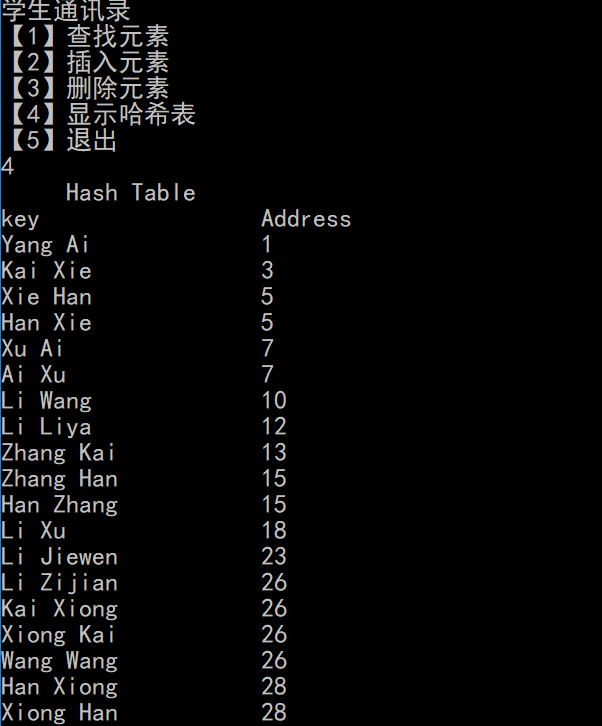 学生通讯录
【1】查找元素
【2】插入元素
【3】删除元素
【4】显示哈希表
【5】退出
4
Hash Table
key Address
Yang Ai 1
Kai Xie 3
Xie Han 5
Han Xie 5
Xu Ai 7
Ai Xu 7
Li Wang 10
Li Liya 12
Zhang Kai 13
Zhang Han 15
Han Zhang 15
Li Xu 18
Li Jiewen 23
Li Zijian 26
Kai Xiong 26
Xiong Kai 26
Wang Wang 26
Han Xiong 28
Xiong Han 28